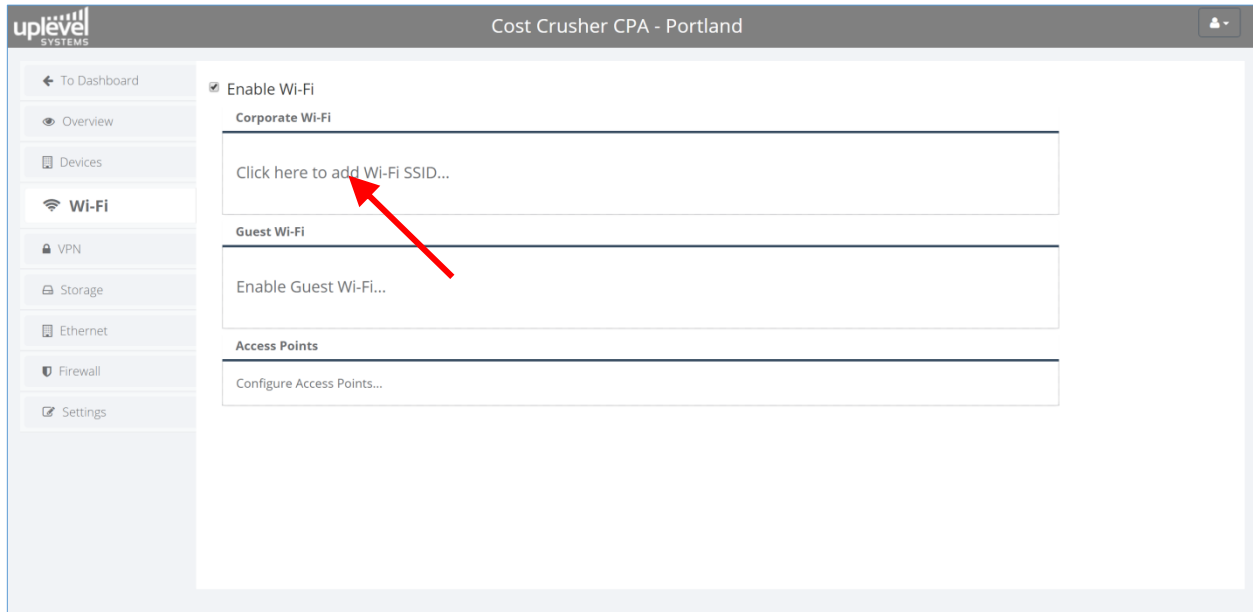 uplevel
SYSTEMS
Cost Crusher CPA - Portland
To Dashboard
Overview
Devices
Wi-Fi
VPN
Storage
Ethernet
Firewall
Settings
Enable Wi-Fi
Corporate Wi-Fi
Click here to add Wi-Fi SSID...
Guest Wi-Fi
Enable Guest Wi-Fi...
Access Points
Configure Access Points...